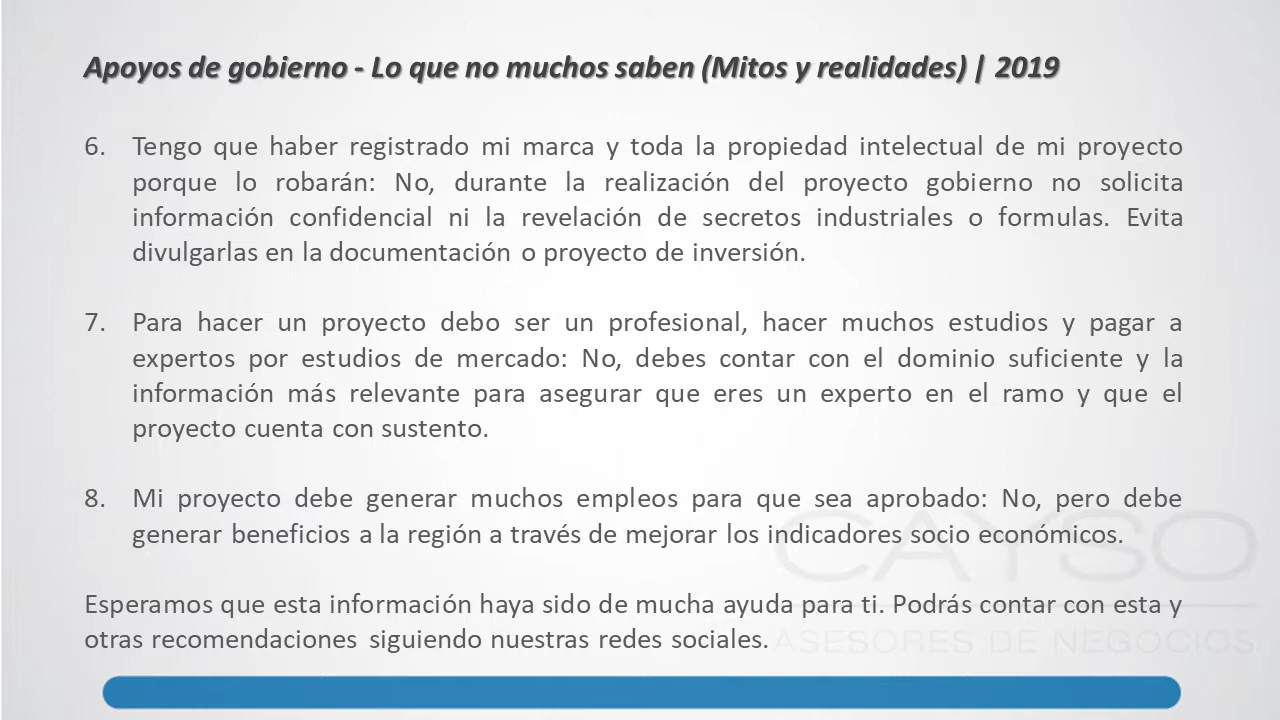 Apoyos de gobierno - Lo que no muchos saben (Mitos y realidades) | 2019
6. Tengo que haber registrado mi marca y toda la propiedad intelectual de mi proyecto
porque lo robarán: No, durante la realización del proyecto gobierno no solicita
información confidencial ni la revelación de secretos industriales o formulas. Evita
divulgarlas en la documentación o proyecto de inversión.
7. Para hacer un proyecto debo ser un profesional, hacer muchos estudios y pagar a
expertos por estudios de mercado: No, debes contar con el dominio suficiente y la
información más relevante para asegurar que eres un experto en el ramo y que el
proyecto cuenta con sustento.
8. Mi proyecto debe generar muchos empleos para que sea aprobado: No, pero debe
generar beneficios a la región a través de mejorar los indicadores socio económicos.
CAYSO
Esperamos que esta información haya sido de mucha ayuda para ti. Podrás contar con esta y
otras recomendaciones siguiendo nuestras redes sociales.
ASESORES DE NEGOCIOS